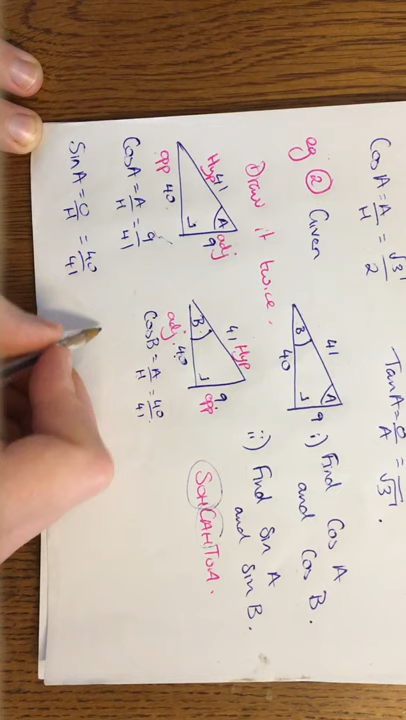 Cos A = A/H = √3/2
Tan A = O/A = 1/√3.
eg ② Given
41
A
B
40
9
i) Find Cos A
and Cos B.
ii) Find Sin A
and Sin B.
Draw it twice.
SOHCAHTOA.
Hyp
41
A
adj
9
opp
40
41
Hyp
B
adj
40
9
opp
Cos A = A/H = 9/41
Cos B = A/H = 40/41.
Sin A = O/H = 40/41